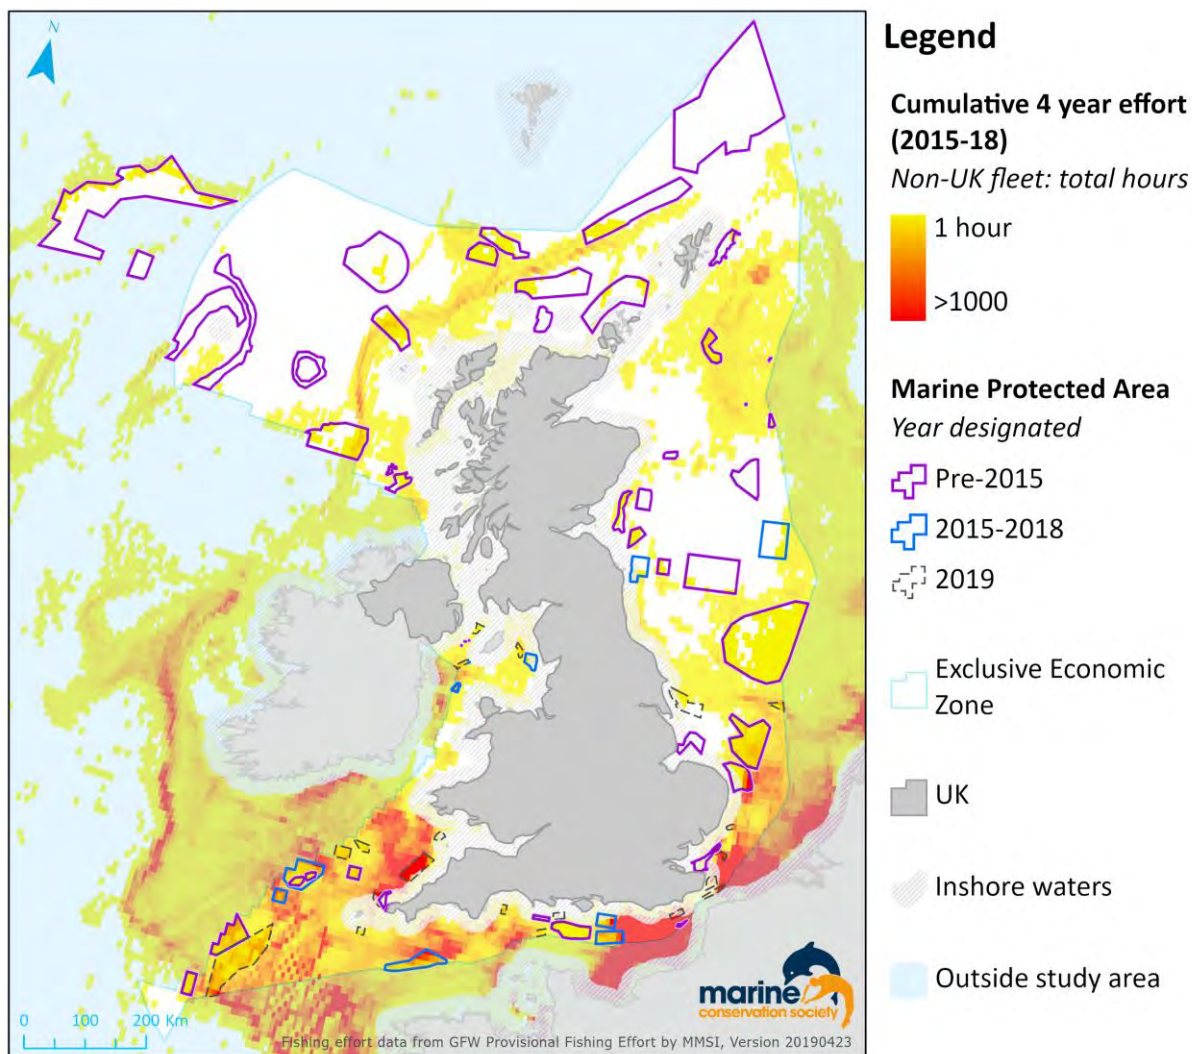 N
Legend
Cumulative 4 year effort
(2015-18)
Non-UK fleet: total hours
1 hour
>1000
Marine Protected Area
Year designated
Pre-2015
2015-2018
2019
Exclusive Economic
Zone
UK
Inshore waters
Outside study area
marine
conservation society
0 100 200 Km
Fishing effort data from GFW Provisional Fishing Effort by MMSI, Version 20190423